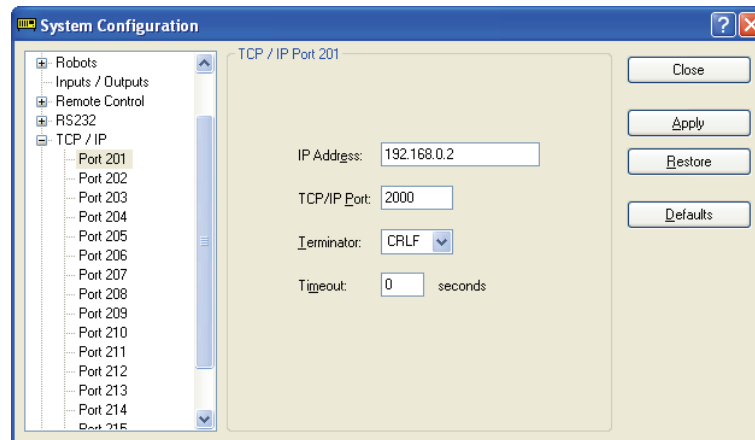 System Configuration
Robots
Inputs / Outputs
Remote Control
RS232
TCP / IP
Port 201
Port 202
Port 203
Port 204
Port 205
Port 206
Port 207
Port 208
Port 209
Port 210
Port 211
Port 212
Port 213
Port 214
Port 215
TCP / IP Port 201
IP Address: 192.168.0.2
TCP/IP Port: 2000
Terminator: CRLF
Timeout: 0 seconds
Close
Apply
Restore
Defaults